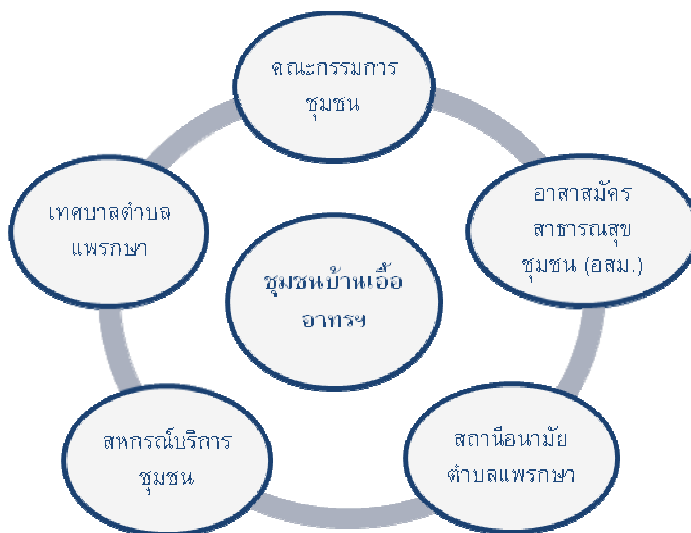 คณะกรรมการ
ชุมชน
อาสาสมัคร
สาธารณสุข
ชุมชน (อสม.)
สถานีอนามัย
ตำบลแพรกษา
สหกรณ์บริการ
ชุมชน
เทศบาลตำบล
แพรกษา
ชุมชนบ้านเอื้อ
อาทรฯ